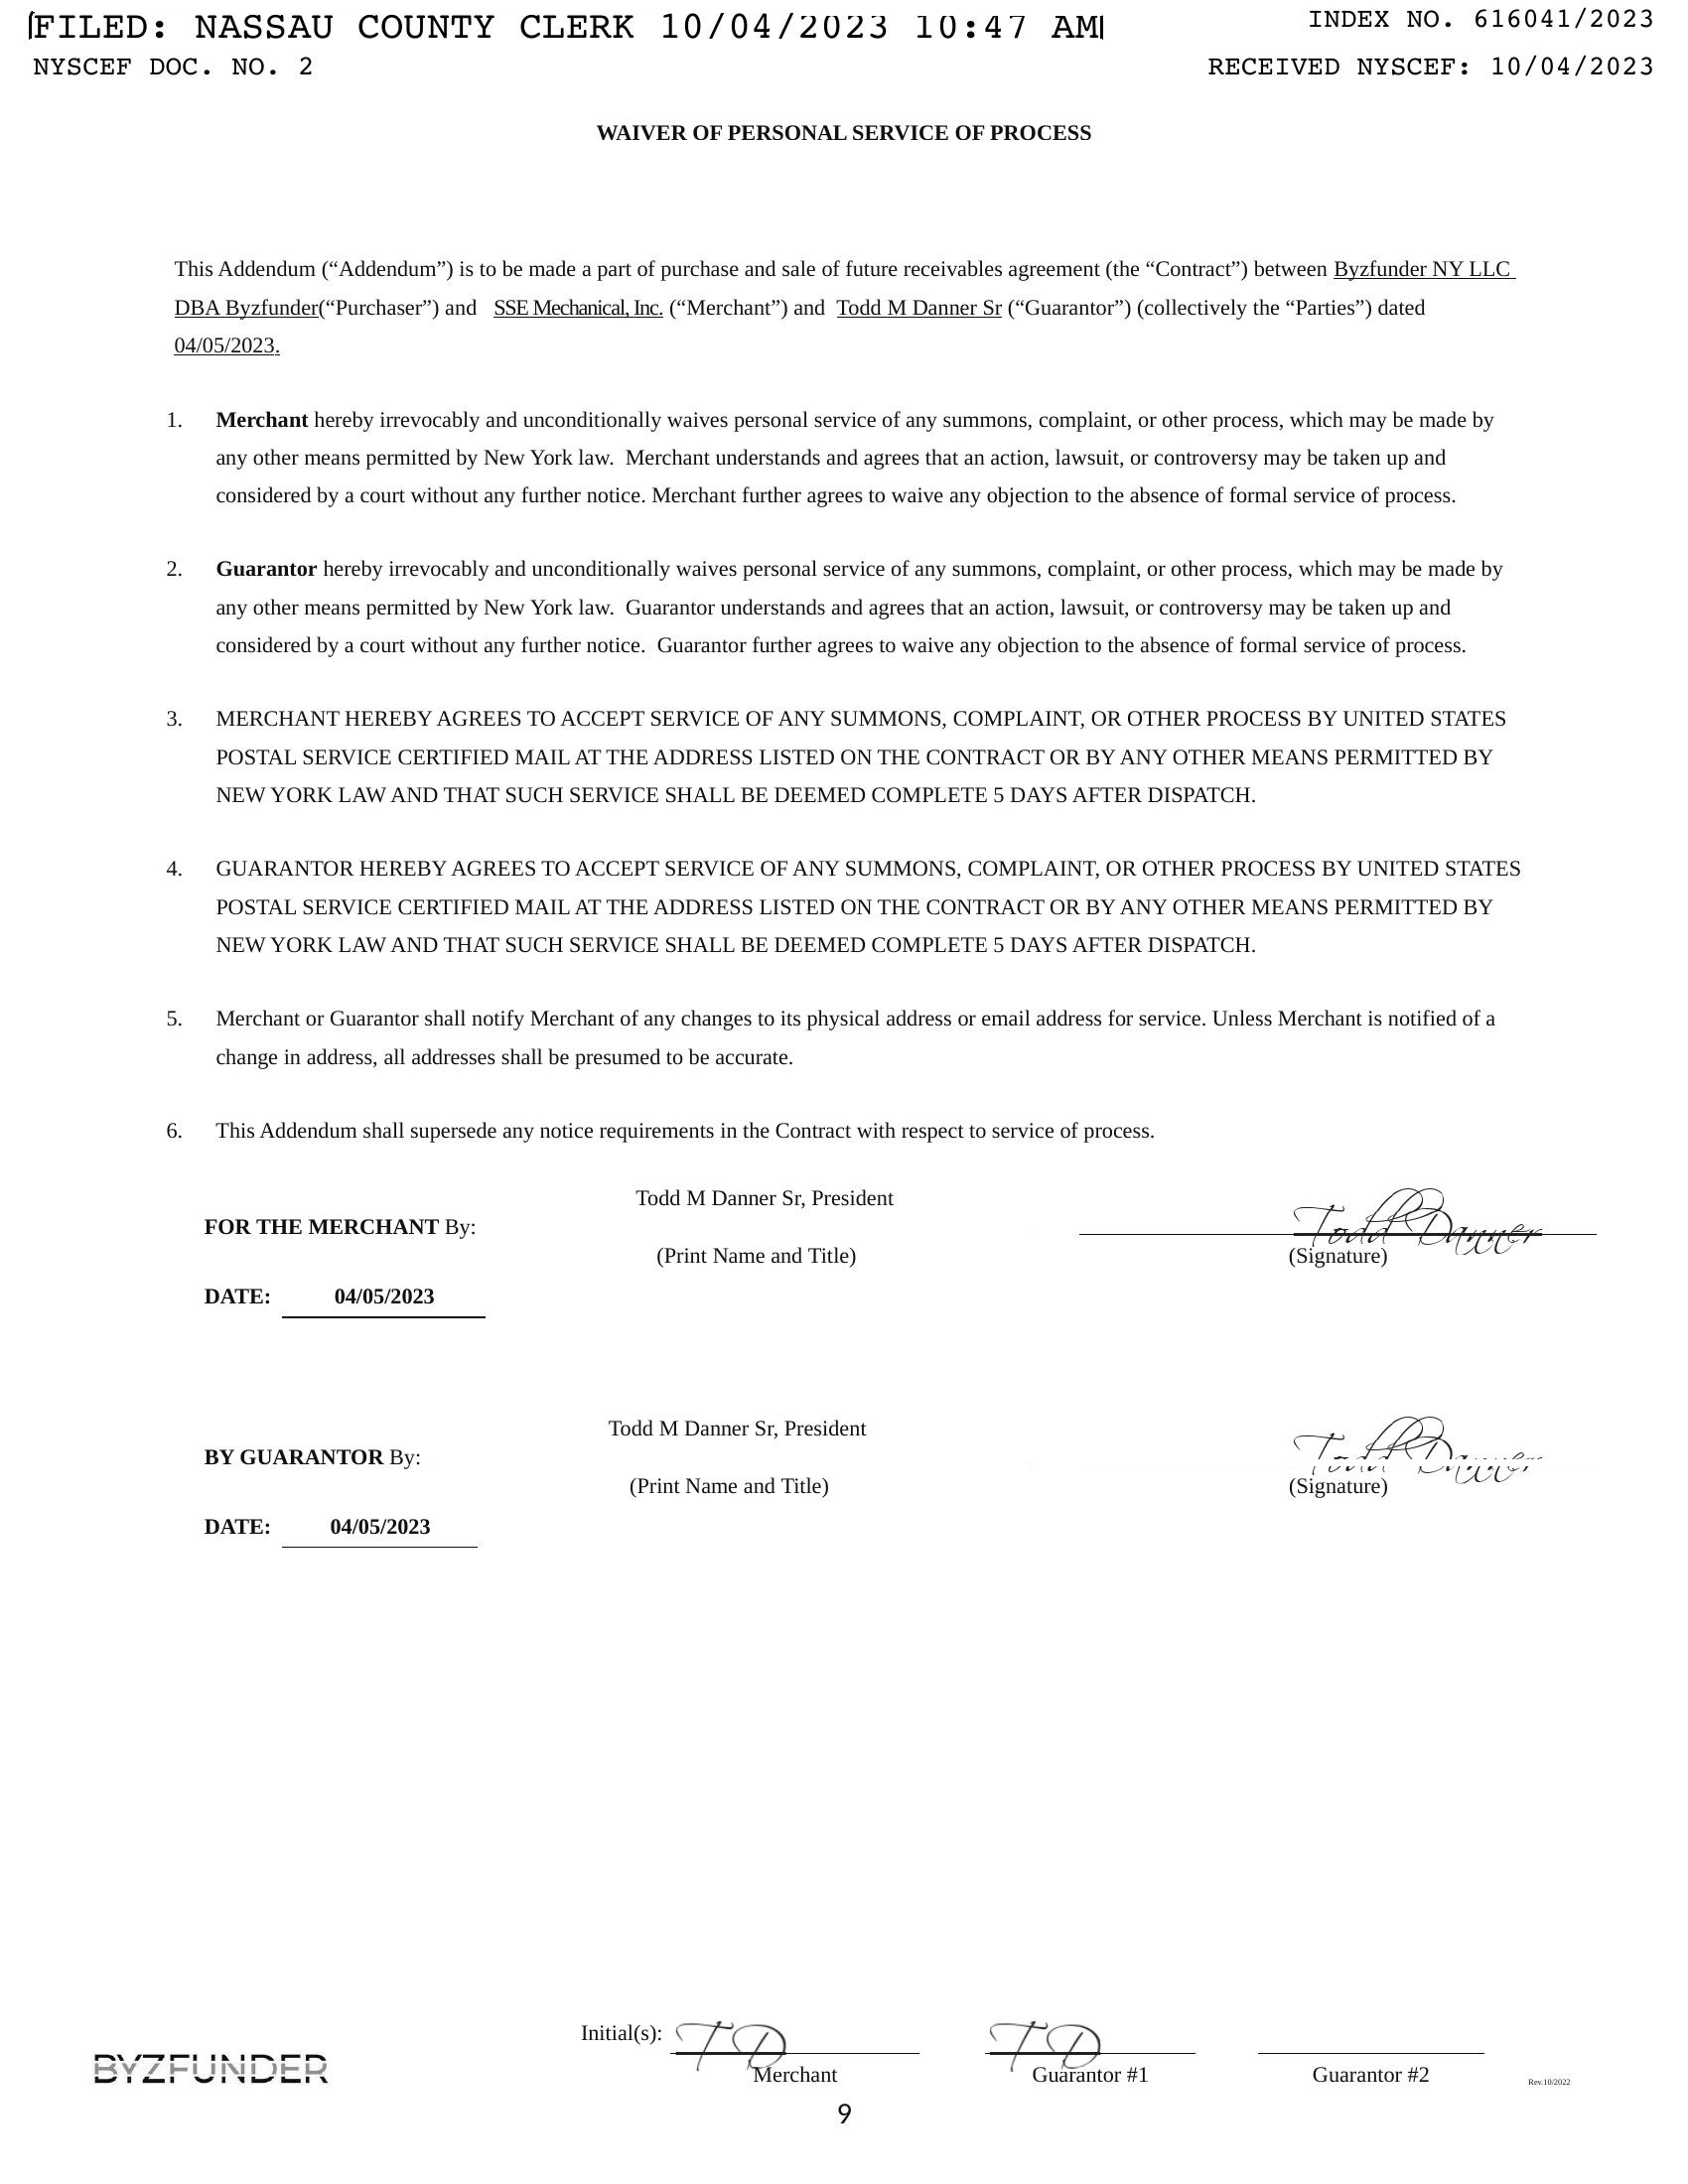 FILED: NASSAU COUNTY CLERK 10/04/2023 10:47 AM
INDEX NO. 616041/2023
NYSCEF DOC. NO. 2
RECEIVED NYSCEF: 10/04/2023
WAIVER OF PERSONAL SERVICE OF PROCESS
This Addendum (“Addendum”) is to be made a part of purchase and sale of future receivables agreement (the “Contract”) between Byzfunder NY LLC
DBA Byzfunder(“Purchaser”) and SSE Mechanical, Inc. (“Merchant”) and Todd M Danner Sr (“Guarantor”) (collectively the “Parties”) dated
04/05/2023.
1. Merchant hereby irrevocably and unconditionally waives personal service of any summons, complaint, or other process, which may be made by
any other means permitted by New York law. Merchant understands and agrees that an action, lawsuit, or controversy may be taken up and
considered by a court without any further notice. Merchant further agrees to waive any objection to the absence of formal service of process.
2. Guarantor hereby irrevocably and unconditionally waives personal service of any summons, complaint, or other process, which may be made by
any other means permitted by New York law. Guarantor understands and agrees that an action, lawsuit, or controversy may be taken up and
considered by a court without any further notice. Guarantor further agrees to waive any objection to the absence of formal service of process.
3. MERCHANT HEREBY AGREES TO ACCEPT SERVICE OF ANY SUMMONS, COMPLAINT, OR OTHER PROCESS BY UNITED STATES
POSTAL SERVICE CERTIFIED MAIL AT THE ADDRESS LISTED ON THE CONTRACT OR BY ANY OTHER MEANS PERMITTED BY
NEW YORK LAW AND THAT SUCH SERVICE SHALL BE DEEMED COMPLETE 5 DAYS AFTER DISPATCH.
4. GUARANTOR HEREBY AGREES TO ACCEPT SERVICE OF ANY SUMMONS, COMPLAINT, OR OTHER PROCESS BY UNITED STATES
POSTAL SERVICE CERTIFIED MAIL AT THE ADDRESS LISTED ON THE CONTRACT OR BY ANY OTHER MEANS PERMITTED BY
NEW YORK LAW AND THAT SUCH SERVICE SHALL BE DEEMED COMPLETE 5 DAYS AFTER DISPATCH.
5. Merchant or Guarantor shall notify Merchant of any changes to its physical address or email address for service. Unless Merchant is notified of a
change in address, all addresses shall be presumed to be accurate.
6. This Addendum shall supersede any notice requirements in the Contract with respect to service of process.
Todd M Danner Sr, President
Todd Danner
FOR THE MERCHANT By:
(Print Name and Title)
(Signature)
DATE: 04/05/2023
Todd M Danner Sr, President
Todd Danner
BY GUARANTOR By:
(Print Name and Title)
(Signature)
DATE: 04/05/2023
Initial(s): T D T D
BYZFUNDER
Merchant Guarantor #1 Guarantor #2
Rev.10/2022
9